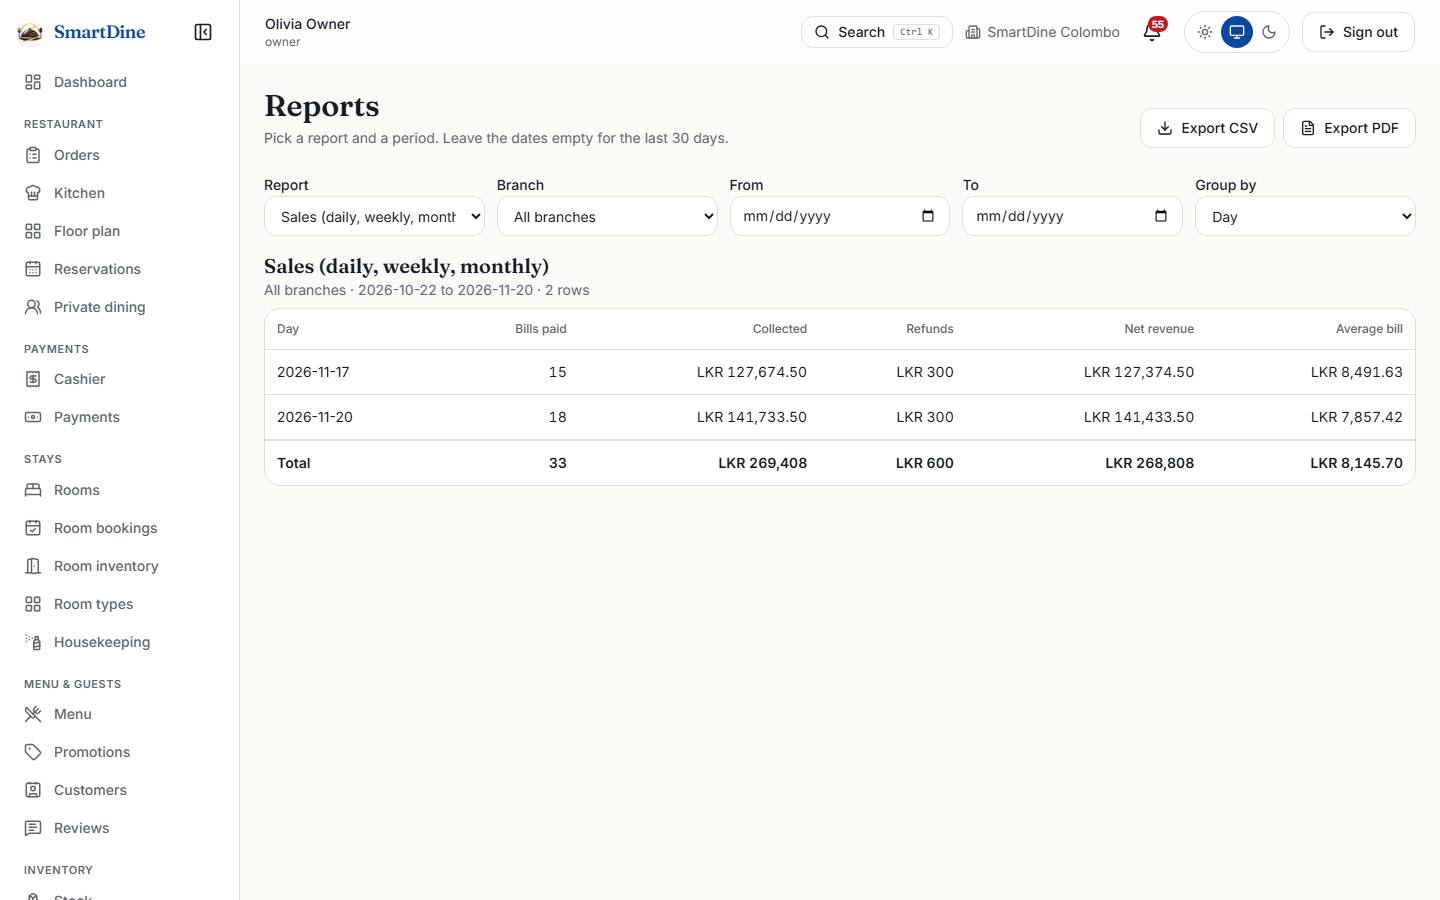 SmartDine
Olivia Owner
owner
Search Ctrl K
SmartDine Colombo
55
Sign out
Dashboard
RESTAURANT
Orders
Kitchen
Floor plan
Reservations
Private dining
PAYMENTS
Cashier
Payments
STAYS
Rooms
Room bookings
Room inventory
Room types
Housekeeping
MENU & GUESTS
Menu
Promotions
Customers
Reviews
INVENTORY
Stock
Reports
Pick a report and a period. Leave the dates empty for the last 30 days.
Export CSV
Export PDF
Report Branch From To Group by
Sales (daily, weekly, month All branches mm/dd/yyyy mm/dd/yyyy Day
Sales (daily, weekly, monthly)
All branches · 2026-10-22 to 2026-11-20 · 2 rows
Day Bills paid Collected Refunds Net revenue Average bill
2026-11-17 15 LKR 127,674.50 LKR 300 LKR 127,374.50 LKR 8,491.63
2026-11-20 18 LKR 141,733.50 LKR 300 LKR 141,433.50 LKR 7,857.42
Total 33 LKR 269,408 LKR 600 LKR 268,808 LKR 8,145.70